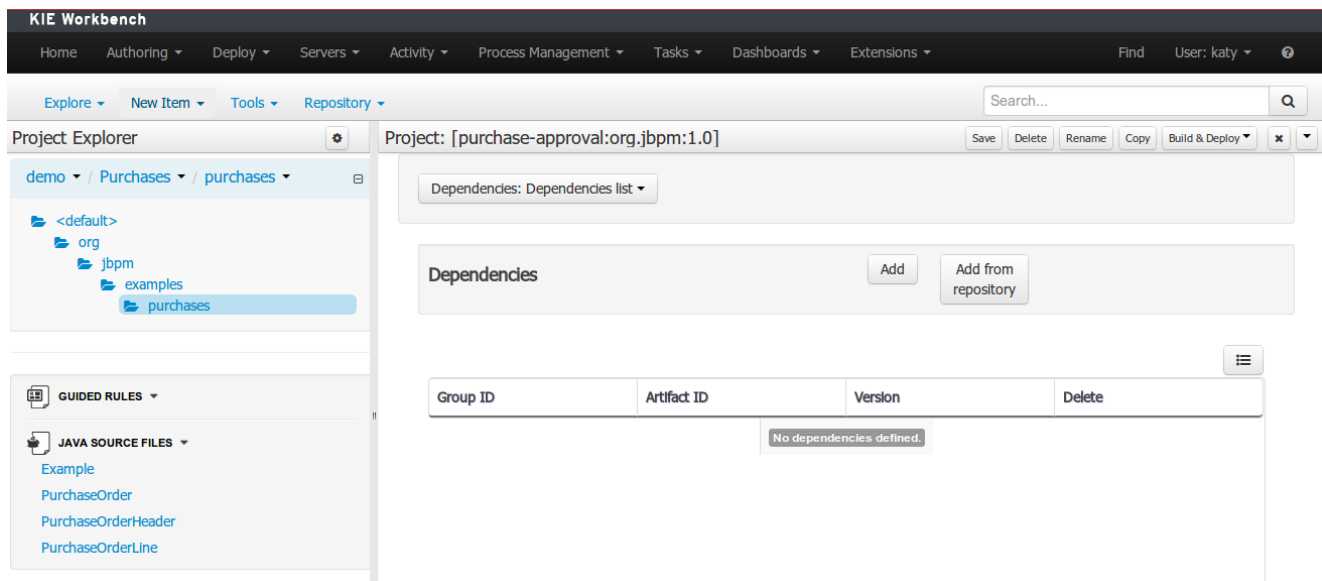 KIE Workbench
Home Authoring Deploy Servers Activity Process Management Tasks Dashboards Extensions Find User: katy
Explore New Item Tools Repository Search...
Project Explorer
Project: [purchase-approval:org.jbpm:1.0] Save Delete Rename Copy Build & Deploy
demo / Purchases / purchases
<default>
org
jbpm
examples
purchases
GUIDED RULES
JAVA SOURCE FILES
Example
PurchaseOrder
PurchaseOrderHeader
PurchaseOrderLine
Dependencies: Dependencies list
Dependencies Add Add from
repository
Group ID Artifact ID Version Delete
No dependencies defined.